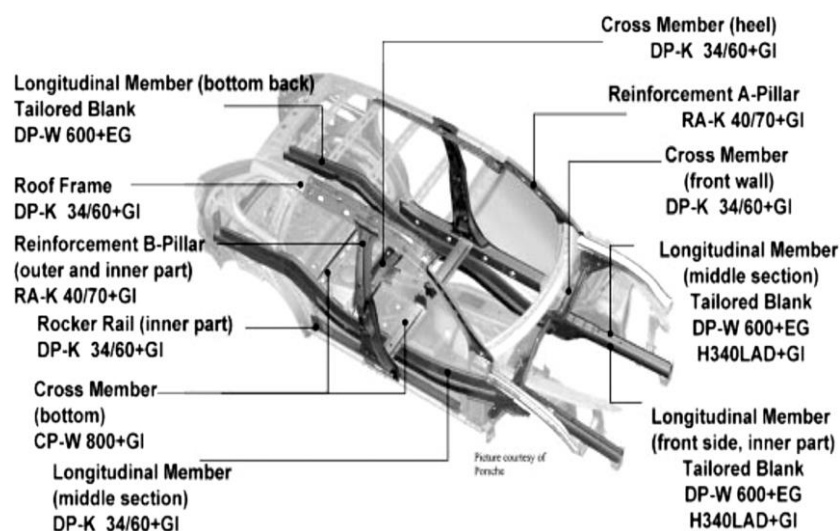 Cross Member (heel)
DP-K 34/60+GI
Longitudinal Member (bottom back)
Tailored Blank
DP-W 600+EG
Reinforcement A-Pillar
RA-K 40/70+GI
Cross Member
(front wall)
DP-K 34/60+GI
Roof Frame
DP-K 34/60+GI
Reinforcement B-Pillar
(outer and inner part)
RA-K 40/70+GI
Longitudinal Member
(middle section)
Tailored Blank
DP-W 600+EG
H340LAD+GI
Rocker Rail (inner part)
DP-K 34/60+GI
Cross Member
(bottom)
CP-W 800+GI
Longitudinal Member
(front side, inner part)
Tailored Blank
DP-W 600+EG
H340LAD+GI
Longitudinal Member
(middle section)
DP-K 34/60+GI
Picture courtesy of
Porsche